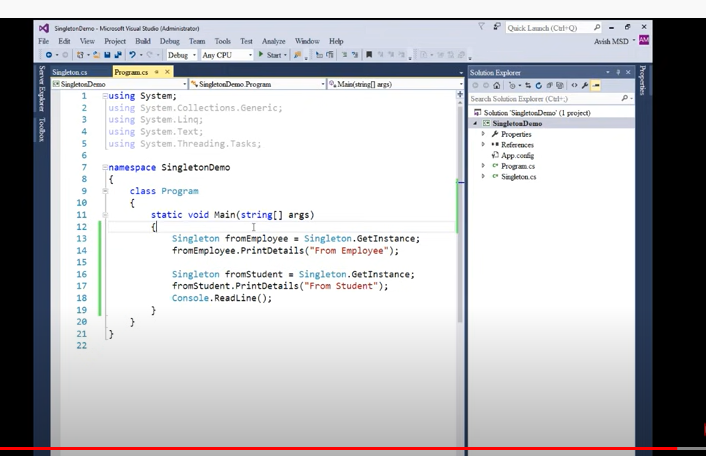 SingletonDemo - Microsoft Visual Studio (Administrator)
Quick Launch (Ctrl+Q)
File Edit View Project Build Debug Team Tools Test Analyze Window Help
Avish MSD AM
Debug Any CPU Start
Server Explorer
Toolbox
Singleton.cs Program.cs
SingletonDemo SingletonDemo.Program Main(string[] args)
1 using System;
2 using System.Collections.Generic;
3 using System.Linq;
4 using System.Text;
5 using System.Threading.Tasks;
6
7 namespace SingletonDemo
8 {
9 class Program
10 {
11 static void Main(string[] args)
12 {
13 Singleton fromEmployee = Singleton.GetInstance;
14 fromEmployee.PrintDetails("From Employee");
15
16 Singleton fromStudent = Singleton.GetInstance;
17 fromStudent.PrintDetails("From Student");
18 Console.ReadLine();
19 }
20 }
21 }
22
Solution Explorer
Search Solution Explorer (Ctrl+;)
Solution 'SingletonDemo' (1 project)
SingletonDemo
Properties
References
App.config
Program.cs
Singleton.cs
Properties